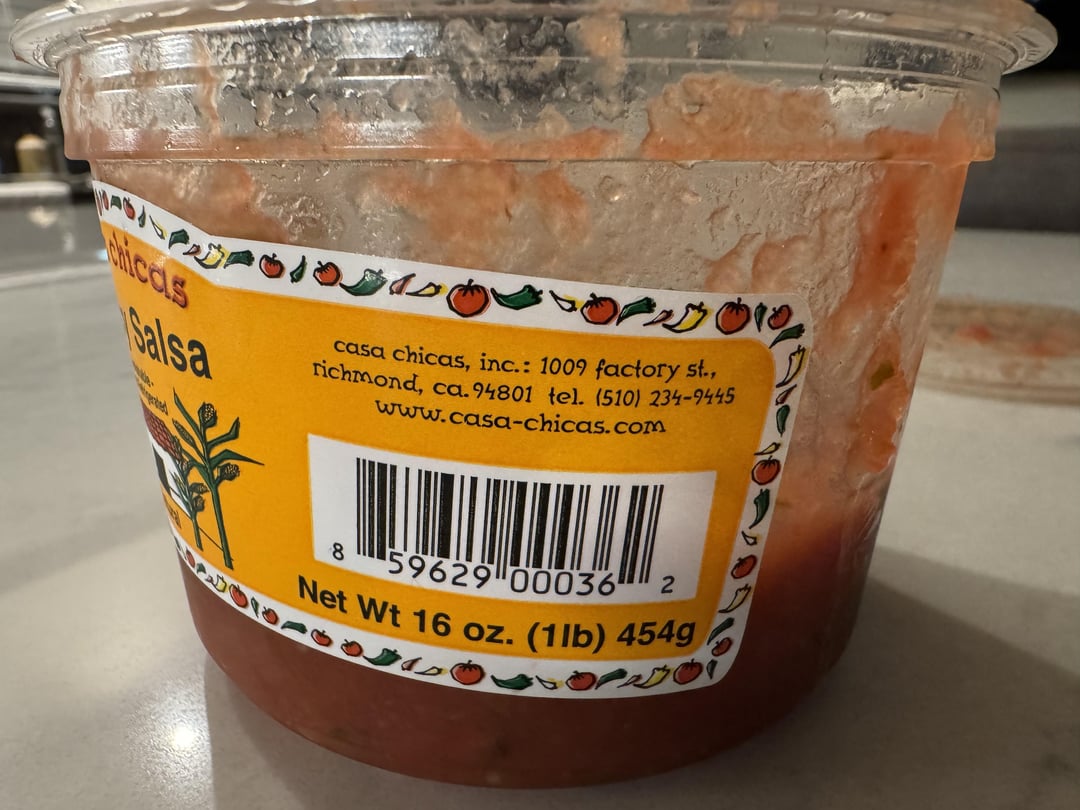 chicas
Salsa
casa chicas, inc.: 1009 factory st.,
richmond, ca. 94801 tel. (510) 234-9445
www.casa-chicas.com
8 59629 00036 2
Net Wt 16 oz. (1lb) 454g